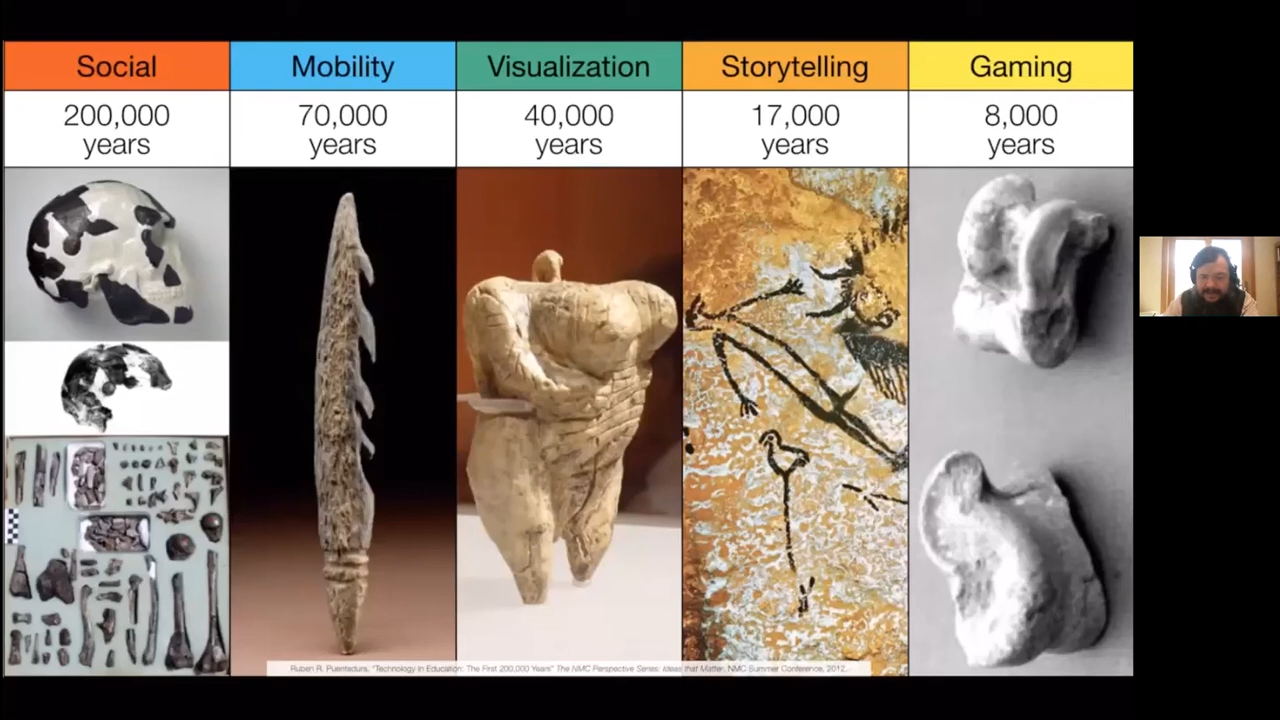 Social
Mobility
Visualization
Storytelling
Gaming
200,000
years
70,000
years
40,000
years
17,000
years
8,000
years
Ruben R. Puentedura, "Technology In Education: The First 200,000 Years" The NMC Perspective Series: Ideas that Matter. NMC Summer Conference, 2012.